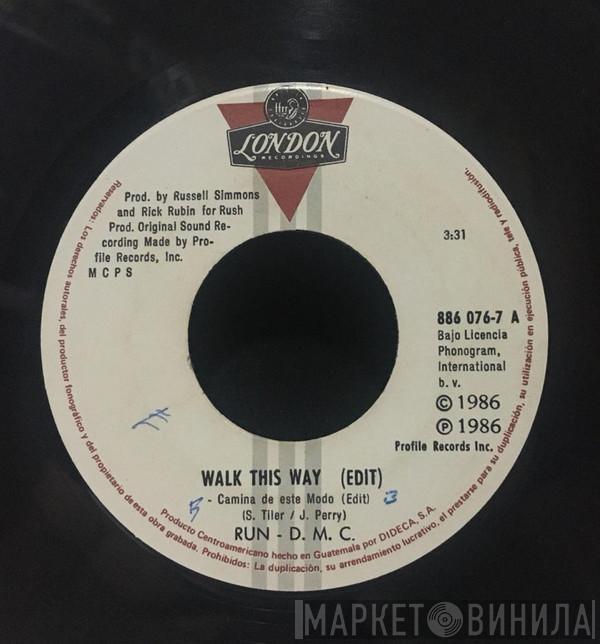 ffrr
LONDON
RECORDINGS
Prod. by Russell Simmons
and Rick Rubin for Rush
Prod. Original Sound Re-
cording Made by Pro-
file Records, Inc.
M C P S
3:31
886 076-7 A
Bajo Licencia
Phonogram,
International
b. v.
© 1986
℗ 1986
Profile Records Inc.
WALK THIS WAY (EDIT)
- Camina de este Modo (Edit)
(S. Tiler / J. Perry)
RUN - D. M. C.
Producto Centroamericano hecho en Guatemala por DIDECA, S.A.
Reservados: Los derechos autorales, del productor fonográfico y del propietario de esta obra grabada. Prohibidos: La duplicación, su arrendamiento lucrativo, el prestarse para su duplicación, su utilización en ejecución pública, tele y radiodifusión.
МАРКЕТ ВИНИЛА